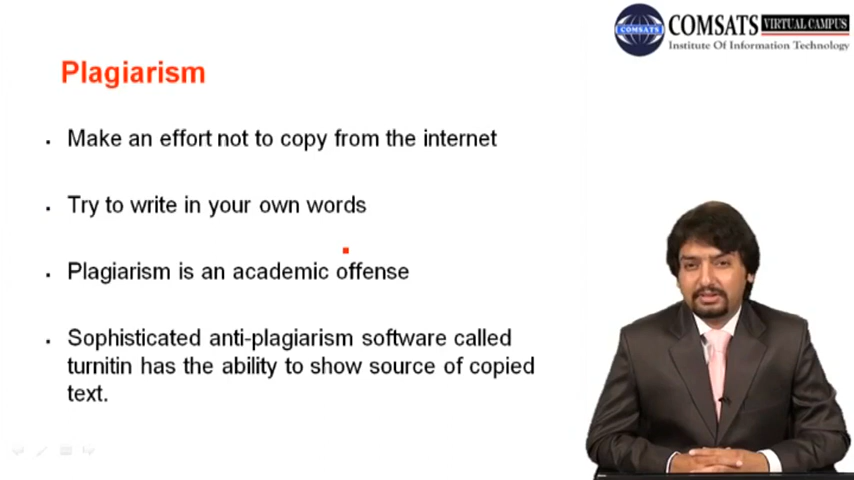 COMSATS VIRTUAL CAMPUS
COMSATS
Institute Of Information Technology
Plagiarism
Make an effort not to copy from the internet
Try to write in your own words
Plagiarism is an academic offense
Sophisticated anti-plagiarism software called
turnitin has the ability to show source of copied
text.